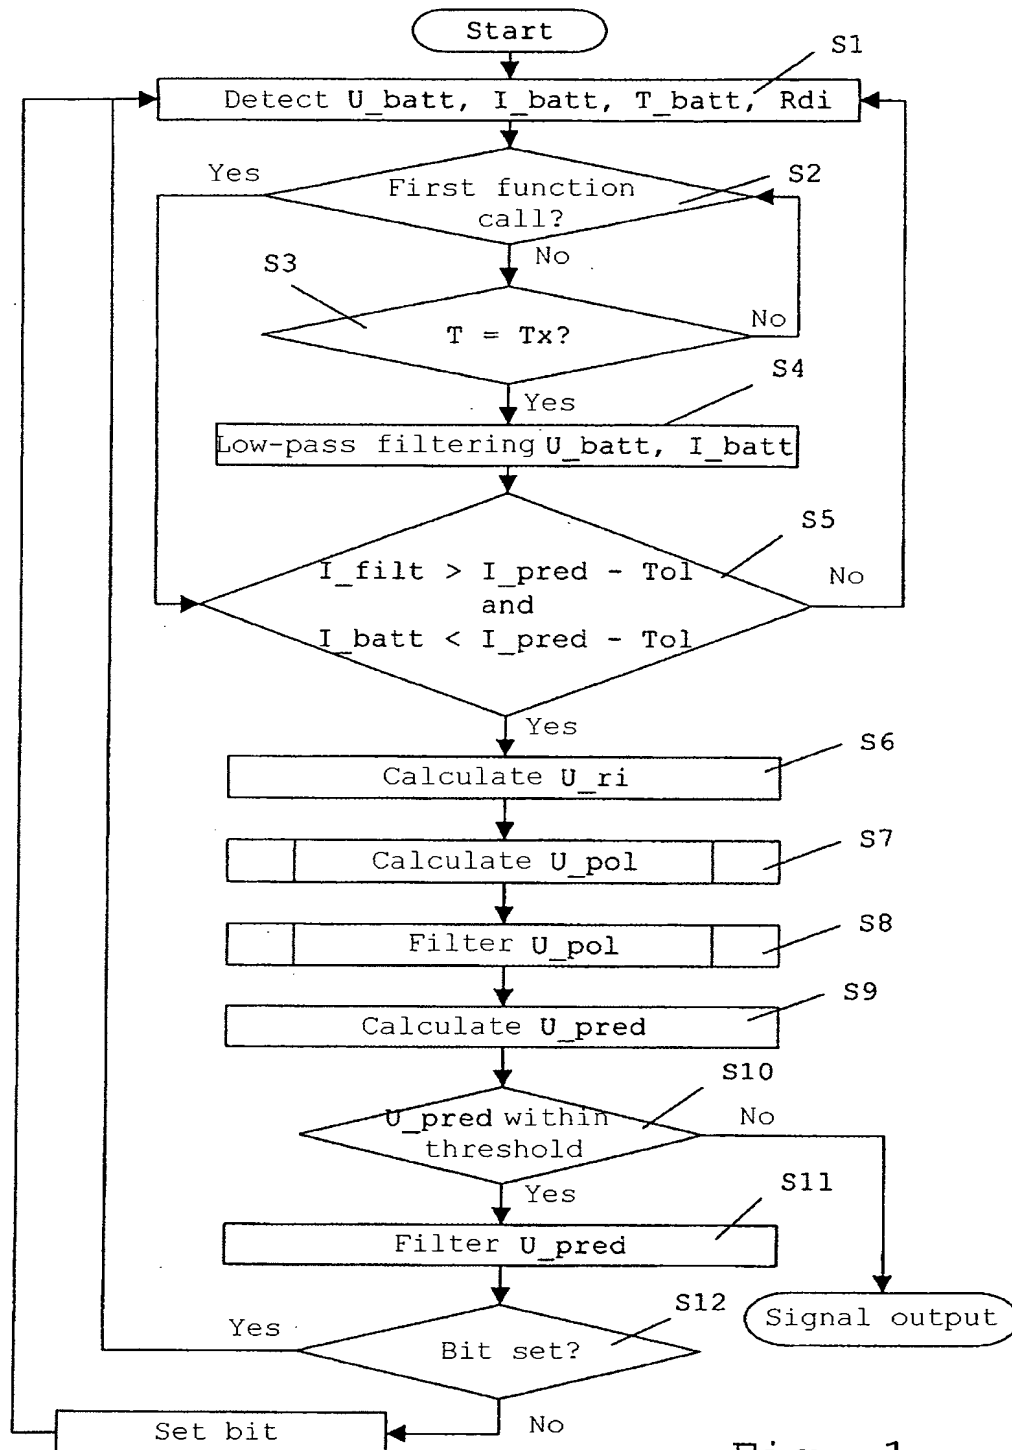 Start
S1
Detect U_batt, I_batt, T_batt, Rdi
Yes
First function
call?
S2
No
S3
T = Tx?
No
S4
Yes
Low-pass filtering U_batt, I_batt
S5
I_filt > I_pred - Tol
and
I_batt < I_pred - Tol
No
Yes
S6
Calculate U_ri
S7
Calculate U_pol
S8
Filter U_pol
S9
Calculate U_pred
S10
U_pred within
threshold
No
Yes
S11
Filter U_pred
S12
Signal output
Yes
Bit set?
No
Set bit